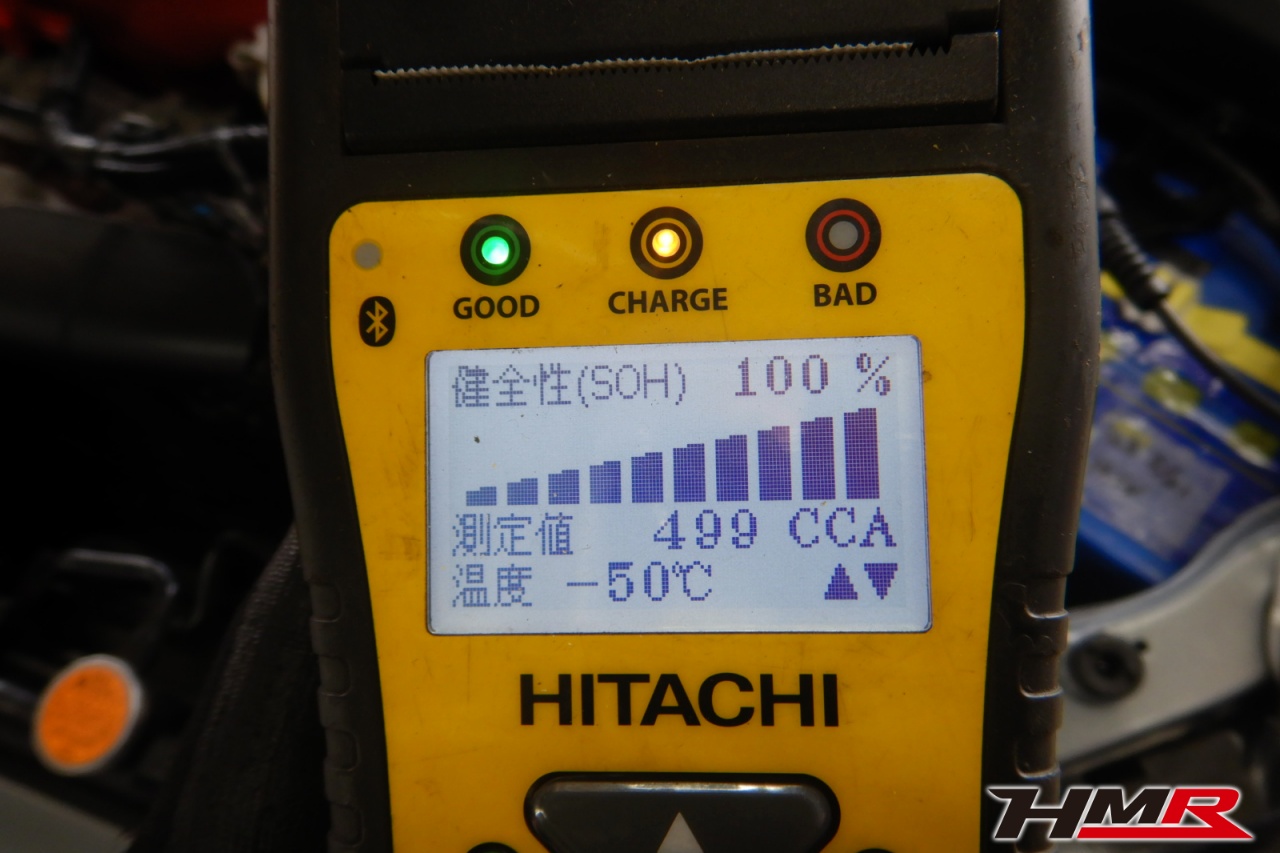 GOOD
CHARGE
BAD
健全性(SOH) 100 %
測定値 499 CCA
温度 -50℃ ▲▼
HITACHI
HMR